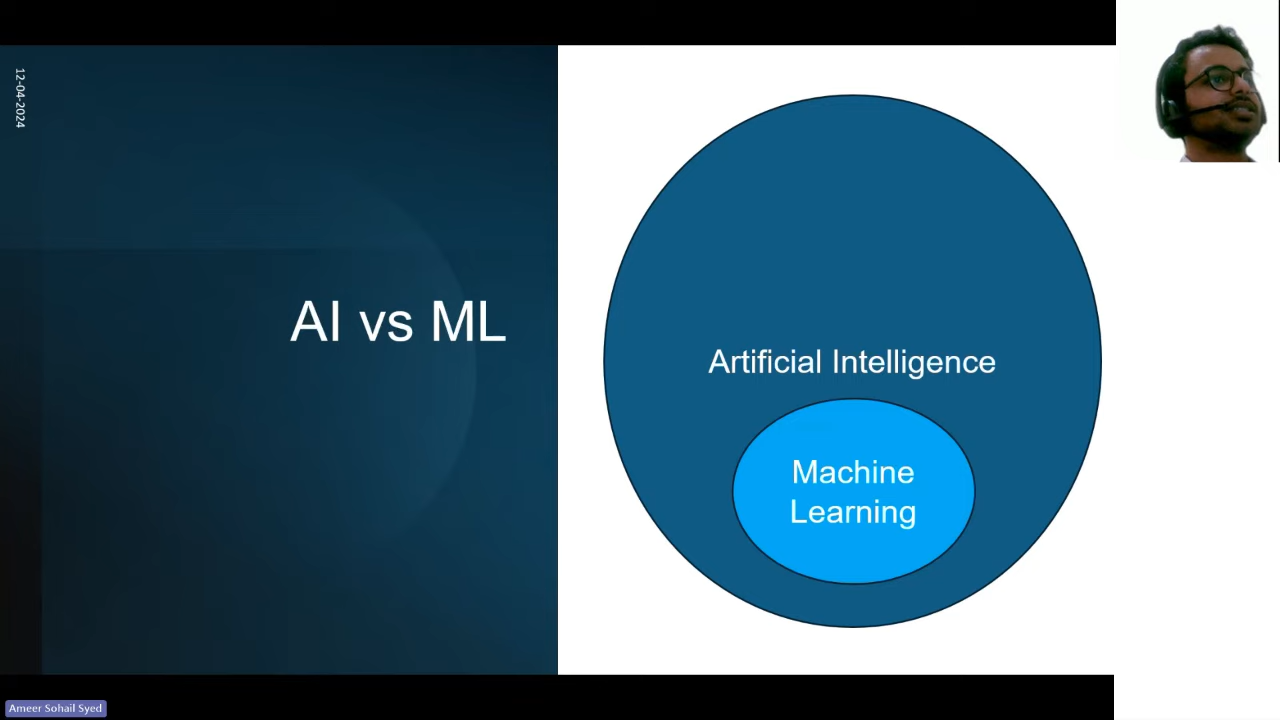 12-04-2024
AI vs ML
Artificial Intelligence
Machine
Learning
Ameer Sohail Syed